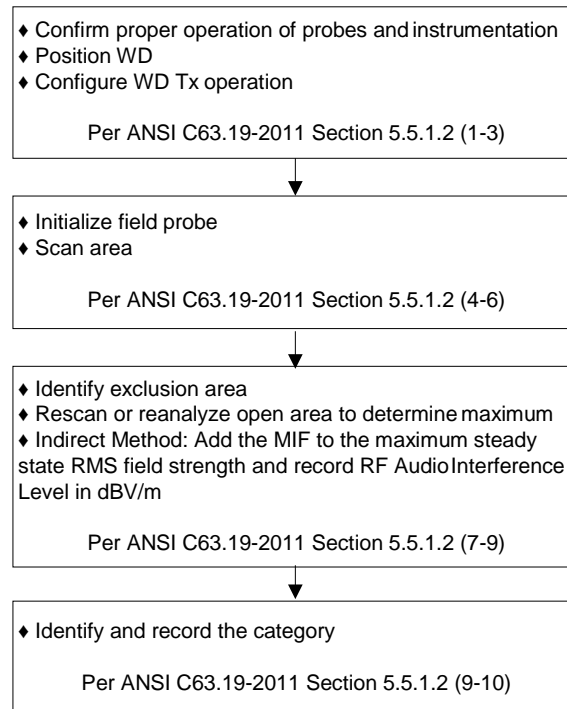 ♦ Confirm proper operation of probes and instrumentation
♦ Position WD
♦ Configure WD Tx operation
Per ANSI C63.19-2011 Section 5.5.1.2 (1-3)
♦ Initialize field probe
♦ Scan area
Per ANSI C63.19-2011 Section 5.5.1.2 (4-6)
♦ Identify exclusion area
♦ Rescan or reanalyze open area to determine maximum
♦ Indirect Method: Add the MIF to the maximum steady
state RMS field strength and record RF Audio Interference
Level in dBV/m
Per ANSI C63.19-2011 Section 5.5.1.2 (7-9)
♦ Identify and record the category
Per ANSI C63.19-2011 Section 5.5.1.2 (9-10)